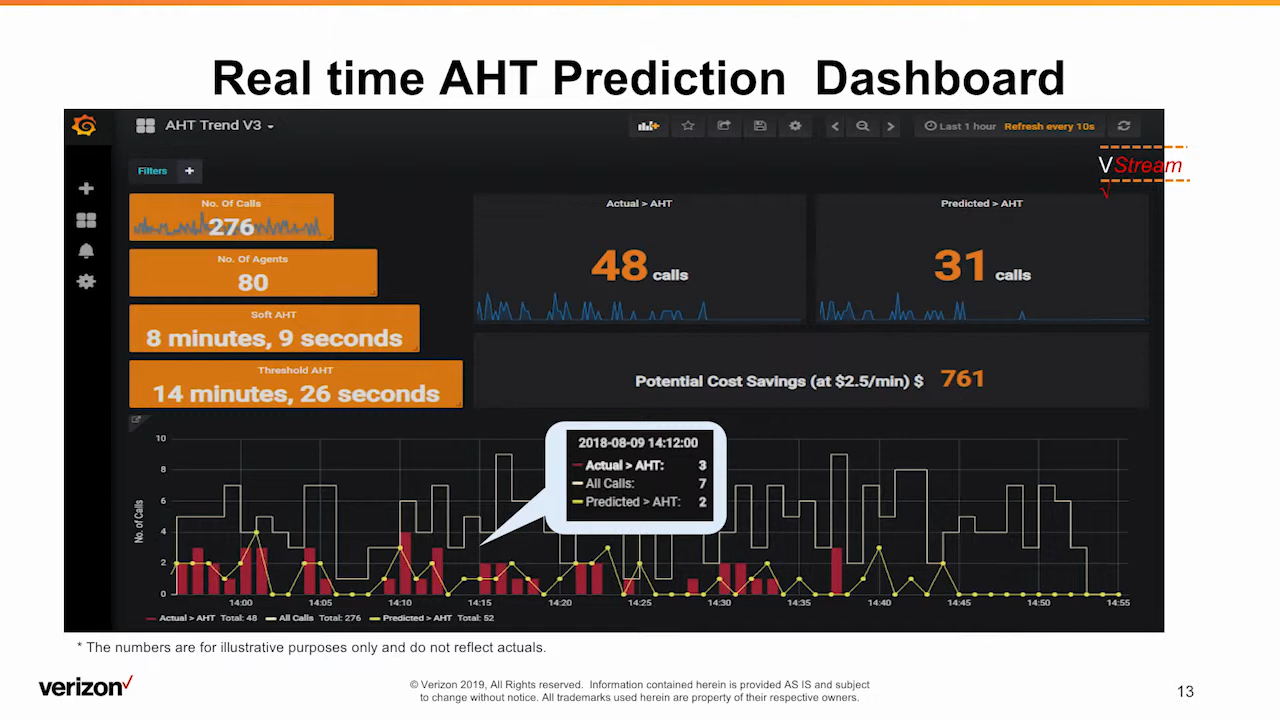 Real time AHT Prediction Dashboard
AHT Trend V3
Last 1 hour Refresh every 10s
VStream
Filters
No. Of Calls
276
No. Of Agents
80
Soft AHT
8 minutes, 9 seconds
Threshold AHT
14 minutes, 26 seconds
Actual > AHT
48 calls
Predicted > AHT
31 calls
Potential Cost Savings (at $2.5/min) $ 761
2018-08-09 14:12:00
Actual > AHT: 3
All Calls: 7
Predicted > AHT: 2
No. of Calls
10
8
6
4
2
0
14:00 14:05 14:10 14:15 14:20 14:25 14:30 14:35 14:40 14:45 14:50 14:55
Actual > AHT Total: 48 All Calls Total: 276 Predicted > AHT Total: 52
* The numbers are for illustrative purposes only and do not reflect actuals.
verizon
© Verizon 2019, All Rights reserved. Information contained herein is provided AS IS and subject
to change without notice. All trademarks used herein are property of their respective owners.
13